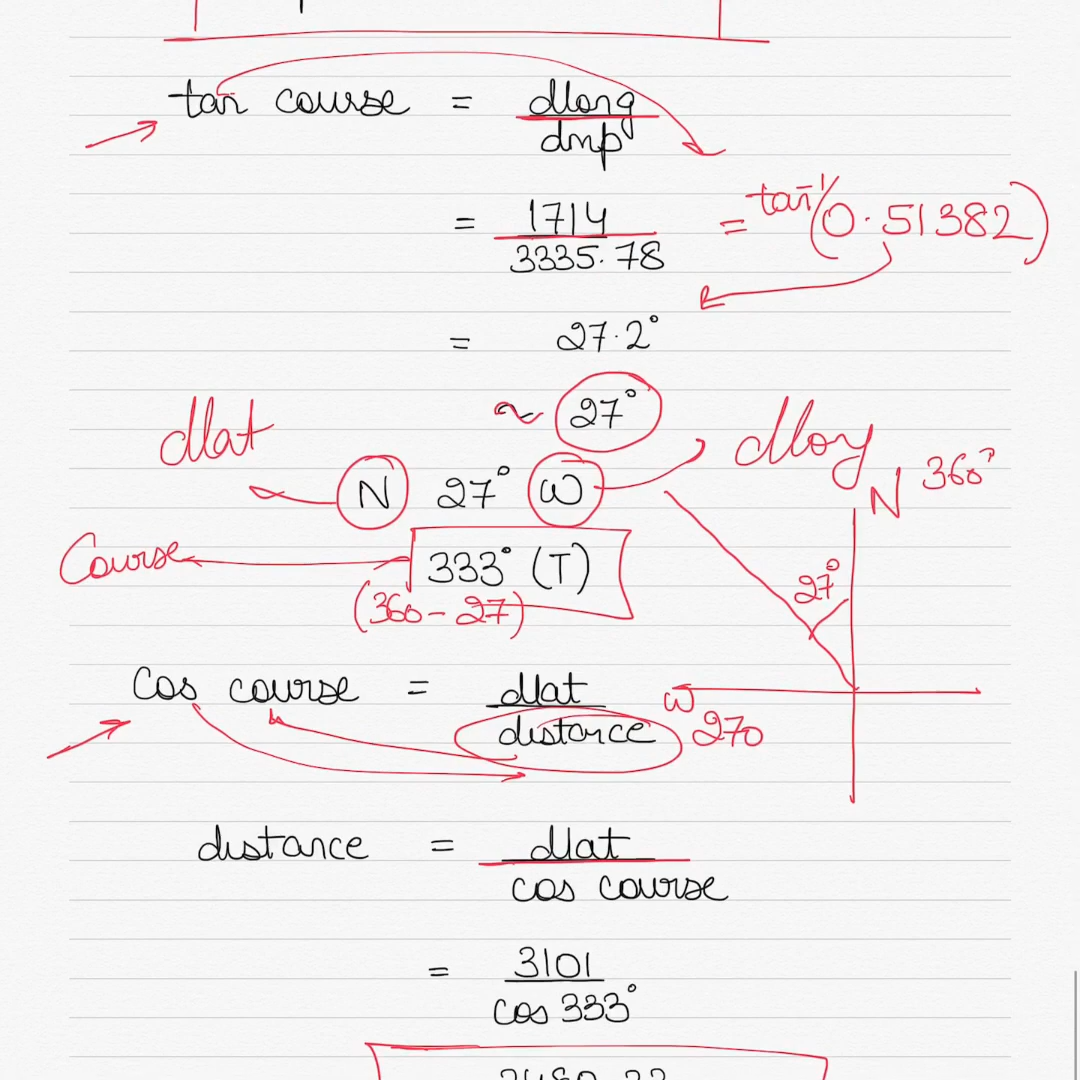 tan course = dlong / dmp
= 1714 / 3335.78 = tan⁻¹(0.51382)
= 27.2°
≈ 27°
dlat dlong
N 27° W N 360°
Course 333° (T) 27°
(360 - 27)
cos course = dlat / distance W 270
distance = dlat / cos course
= 3101 / cos 333°